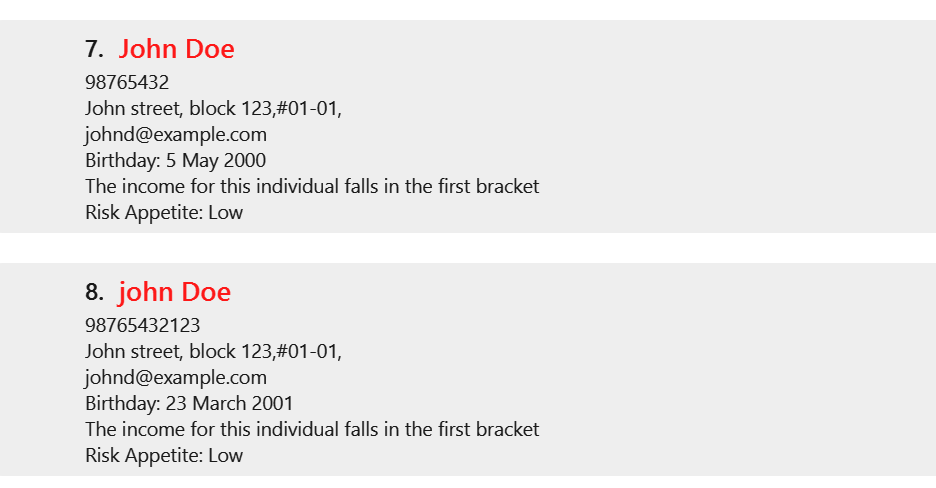 7. John Doe
98765432
John street, block 123,#01-01,
johnd@example.com
Birthday: 5 May 2000
The income for this individual falls in the first bracket
Risk Appetite: Low
8. john Doe
98765432123
John street, block 123,#01-01,
johnd@example.com
Birthday: 23 March 2001
The income for this individual falls in the first bracket
Risk Appetite: Low